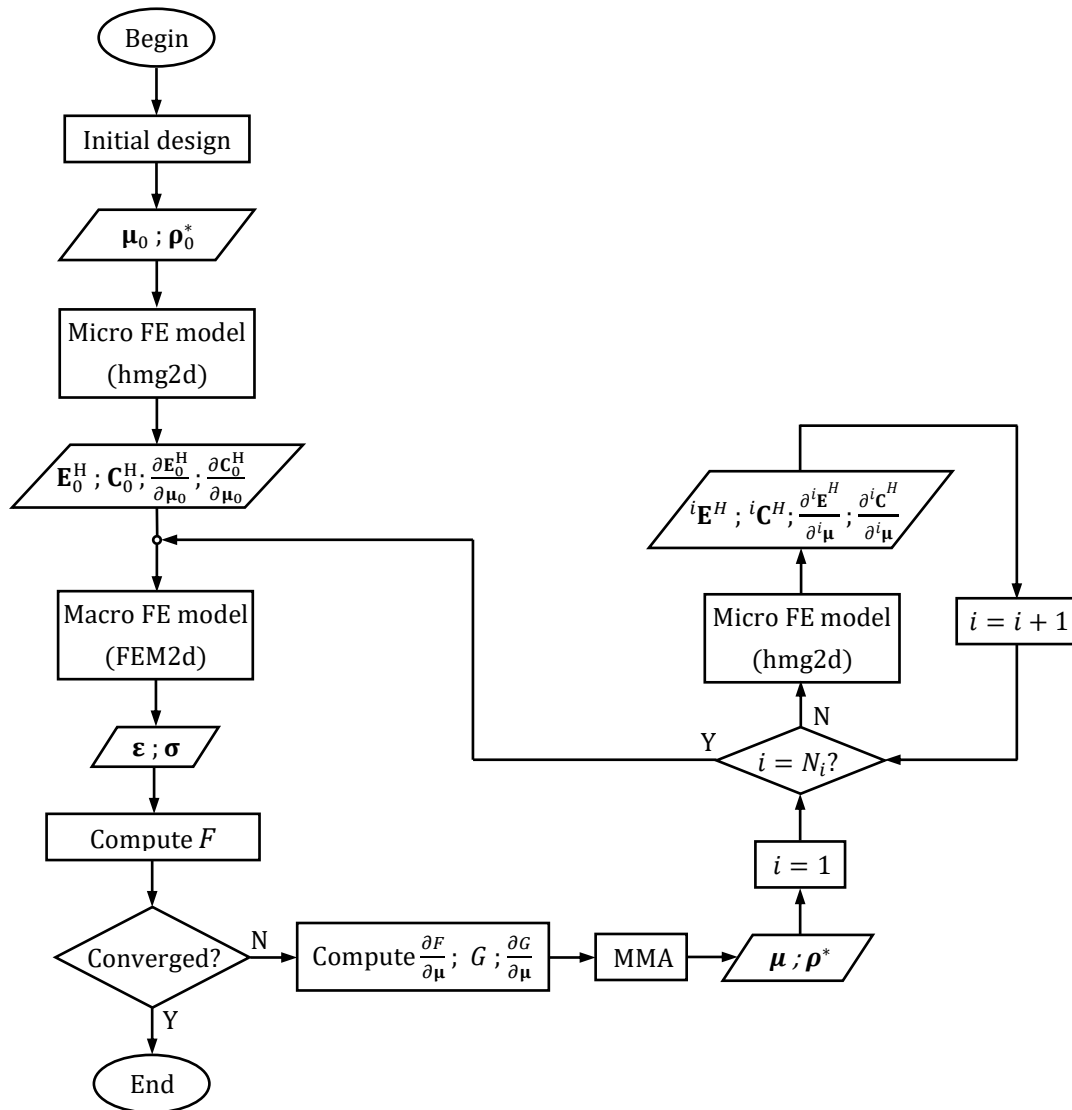 Begin
Initial design
𝛍₀ ; 𝛒₀*
Micro FE model
(hmg2d)
𝐄₀ᴴ ; 𝐂₀ᴴ; ∂𝐄₀ᴴ/∂𝛍₀ ; ∂𝐂₀ᴴ/∂𝛍₀
Macro FE model
(FEM2d)
𝛆 ; 𝛔
Compute F
Converged?
N
Y
End
Compute ∂F/∂𝛍 ; G ; ∂G/∂𝛍
MMA
𝝁 ; 𝝆*
i = 1
i = Nᵢ?
Y
N
Micro FE model
(hmg2d)
ⁱ𝐄ᴴ ; ⁱ𝐂ᴴ; ∂ⁱ𝐄ᴴ/∂ⁱ𝛍 ; ∂ⁱ𝐂ᴴ/∂ⁱ𝛍
i = i + 1